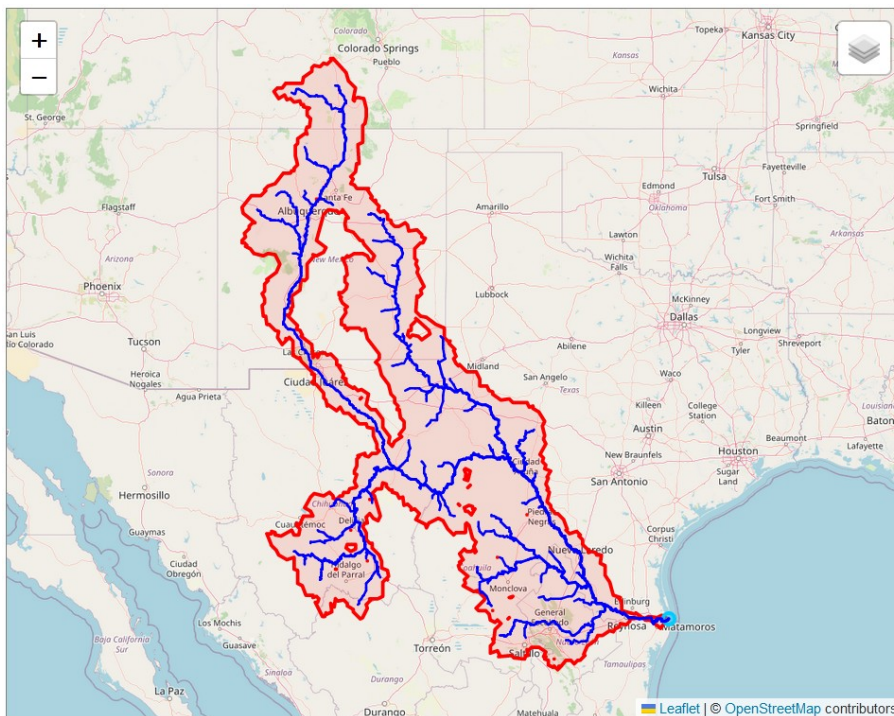 +
−
Colorado
Colorado Springs
Pueblo
Topeka
Kansas City
Kansas
Wichita
St. George
Springfield
Fayetteville
Tulsa
Edmond
Fort Smith
Oklahoma
Flagstaff
Santa Fe
Amarillo
Arkansas
Lawton
Wichita
Falls
Arizona
New Mexico
Phoenix
Lubbock
McKinney
Dallas
Longview
Shreveport
San Luis
Rio Colorado
Tucson
Abilene
Tyler
Midland
Waco
Heroica
Nogales
Ciudad Juárez
San Angelo
Texas
Agua Prieta
Killeen
College
Station
Austin
Beaumont
Lafayette
Houston
New Braunfels
Sugar
Land
San Antonio
Sonora
Hermosillo
Cuauhtémoc
Guaymas
Piedras
Negras
Corpus
Christi
Nuevo Laredo
Ciudad
Obregón
Hidalgo
del Parral
Monclova
Edinburg
General
Reynosa
Matamoros
Los Mochis
Guasave
Baja California
Sur
Torreón
Saltillo
Tamaulipas
Sinaloa
Durango
La Paz
Durango
Matehuala
Leaflet | © OpenStreetMap contributors